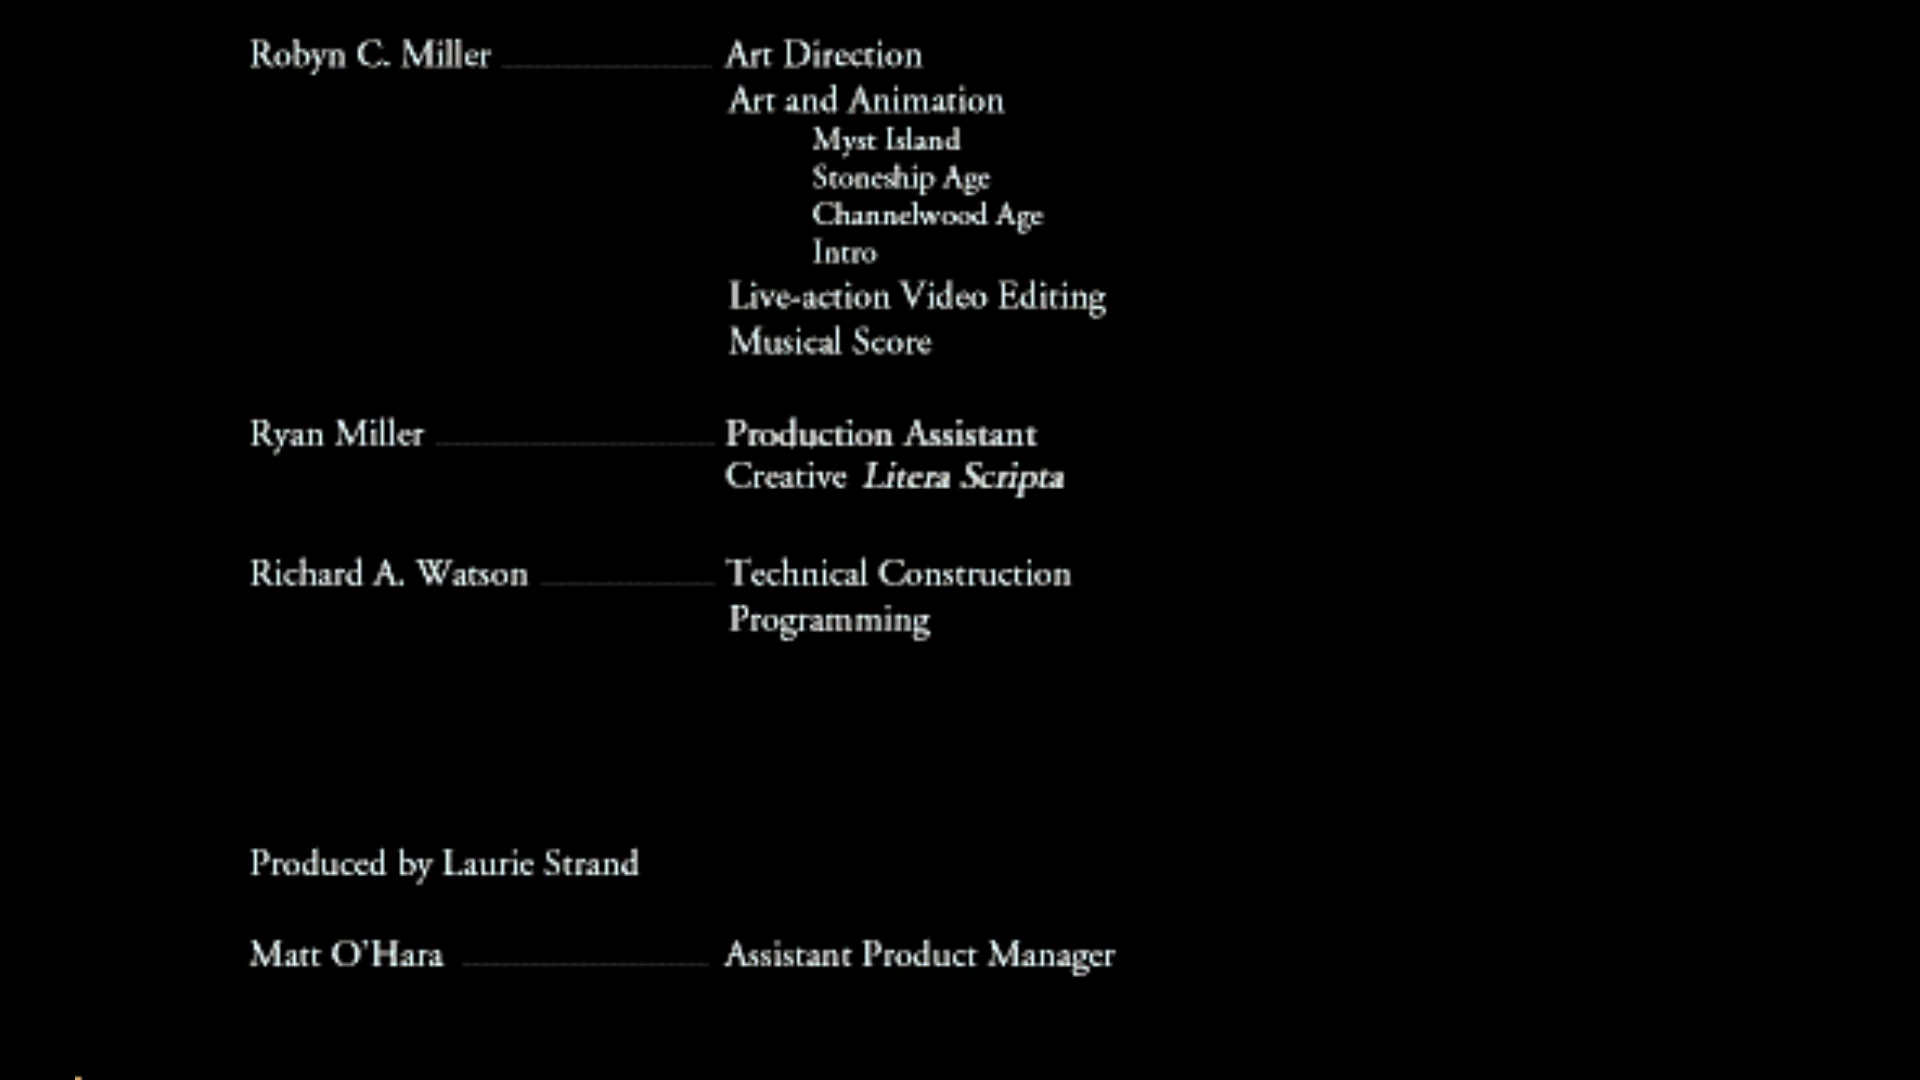 Robyn C. Miller Art Direction
Art and Animation
Myst Island
Stoneship Age
Channelwood Age
Intro
Live-action Video Editing
Musical Score
Ryan Miller Production Assistant
Creative Litera Scripta
Richard A. Watson Technical Construction
Programming
Produced by Laurie Strand
Matt O'Hara Assistant Product Manager